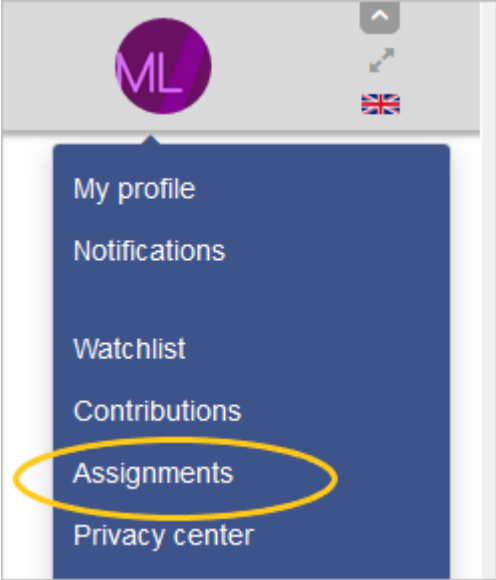 ML
My profile
Notifications
Watchlist
Contributions
Assignments
Privacy center